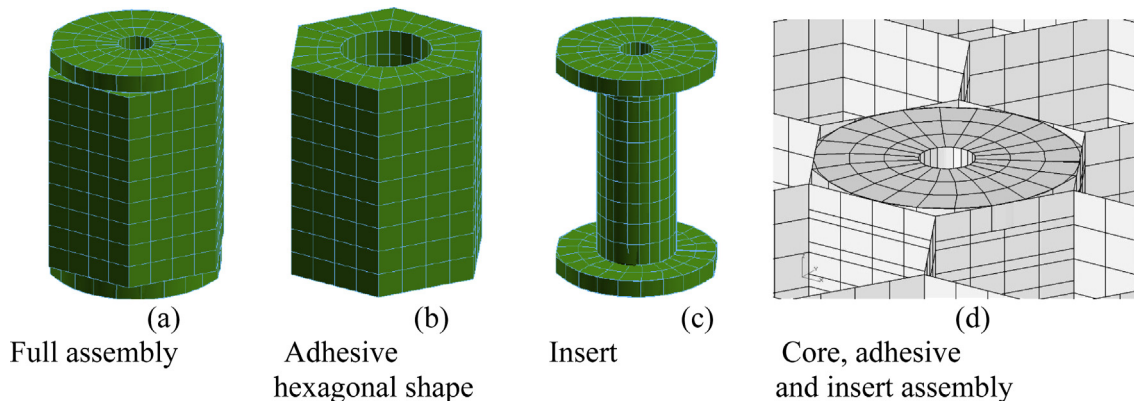 (a)
(b)
(c)
(d)
Full assembly
Adhesive
hexagonal shape
Insert
Core, adhesive
and insert assembly